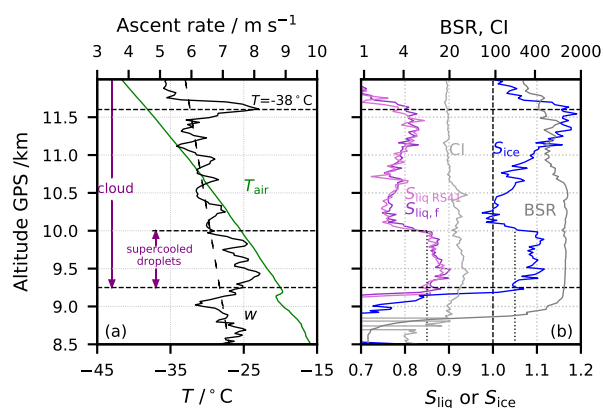 Ascent rate / m s⁻¹
3 4 5 6 7 8 9 10
BSR, CI
1 4 20 100 400 2000
Altitude GPS /km
11.5
11.0
10.5
10.0
9.5
9.0
8.5
T=-38°C
T_air
cloud
supercooled
droplets
(a)
w
−45 −35 −25 −15
T / °C
CI
S_ice
S_liq RS41
S_liq, f
BSR
(b)
0.7 0.8 0.9 1.0 1.1 1.2
S_liq or S_ice